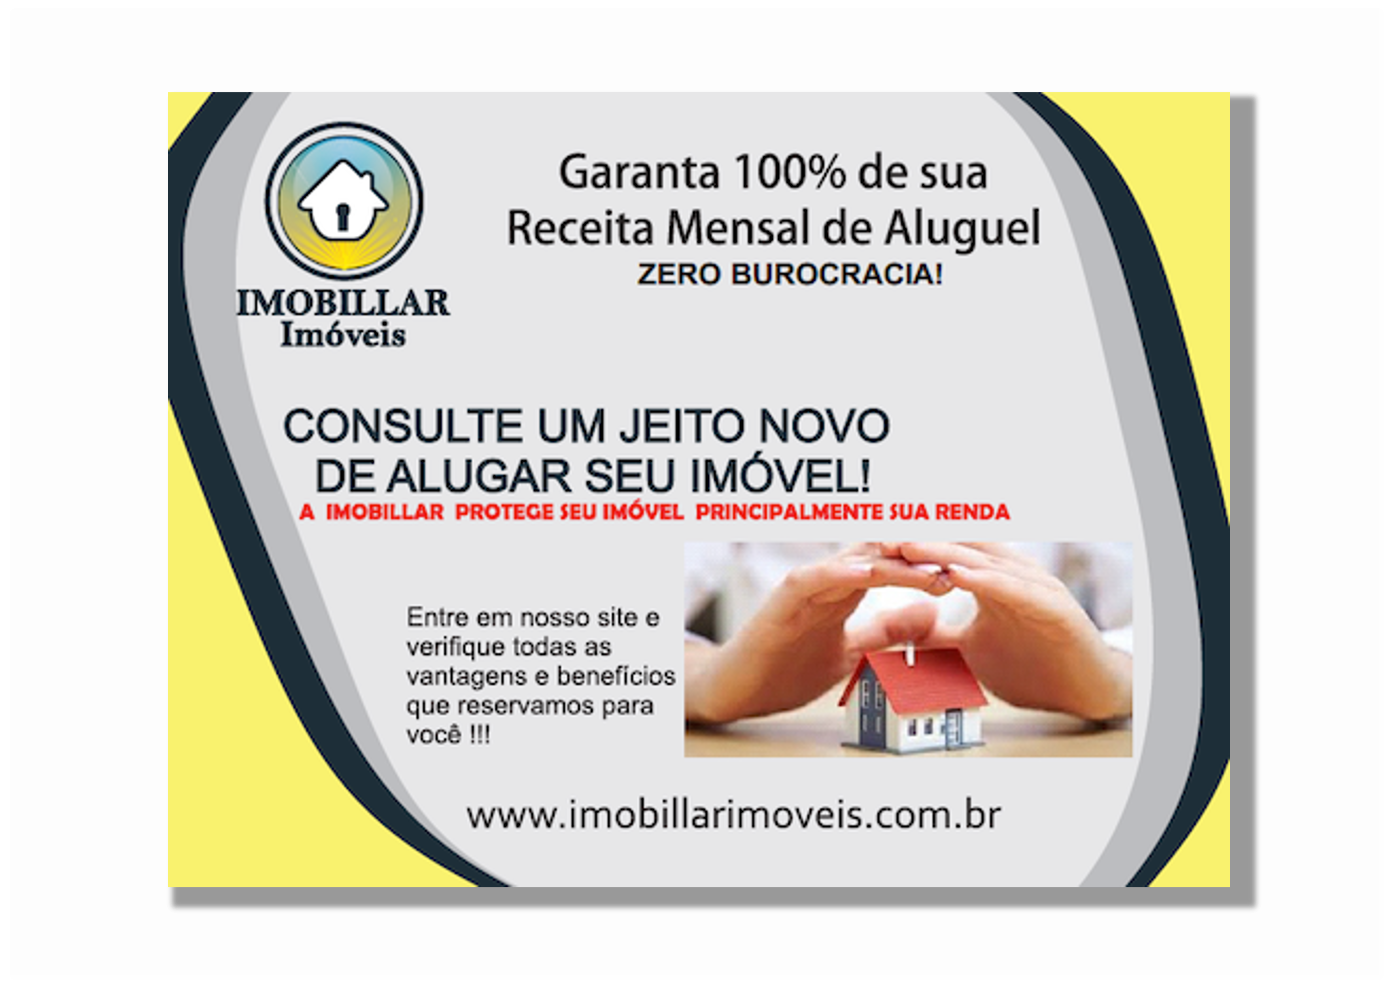 IMOBILLAR
Imóveis
Garanta 100% de sua
Receita Mensal de Aluguel
ZERO BUROCRACIA!
CONSULTE UM JEITO NOVO
DE ALUGAR SEU IMÓVEL!
A IMOBILLAR PROTEGE SEU IMÓVEL PRINCIPALMENTE SUA RENDA
Entre em nosso site e
verifique todas as
vantagens e benefícios
que reservamos para
você !!!
www.imobillarimoveis.com.br